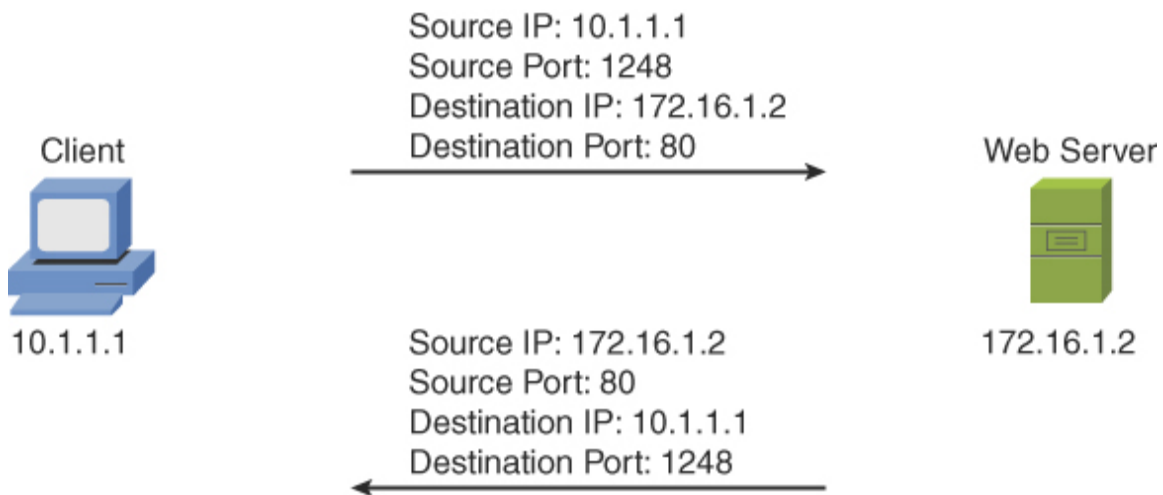 Source IP: 10.1.1.1
Source Port: 1248
Destination IP: 172.16.1.2
Destination Port: 80
Client
Web Server
10.1.1.1
172.16.1.2
Source IP: 172.16.1.2
Source Port: 80
Destination IP: 10.1.1.1
Destination Port: 1248